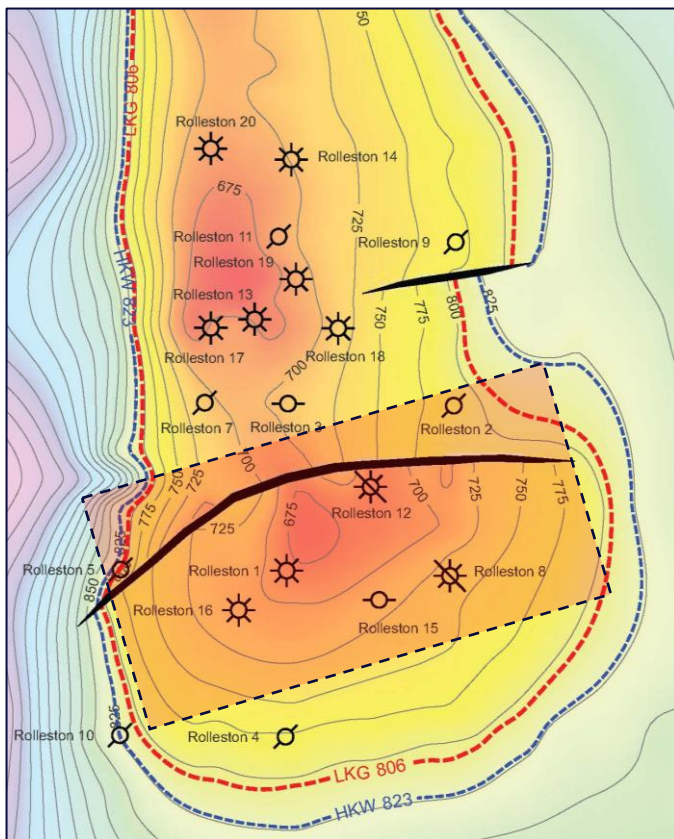 LKG 806
725
Rolleston 20
Rolleston 14
675
Rolleston 11
Rolleston 9
Rolleston 19
725
HKW 823
Rolleston 13
750
775
800
825
Rolleston 17
Rolleston 18
700
Rolleston 7
Rolleston 3
Rolleston 2
700
725
750
775
725
675
700
725
750
775
Rolleston 12
825
850
Rolleston 5
Rolleston 1
Rolleston 8
Rolleston 16
Rolleston 15
825
Rolleston 10
Rolleston 4
LKG 806
HKW 823